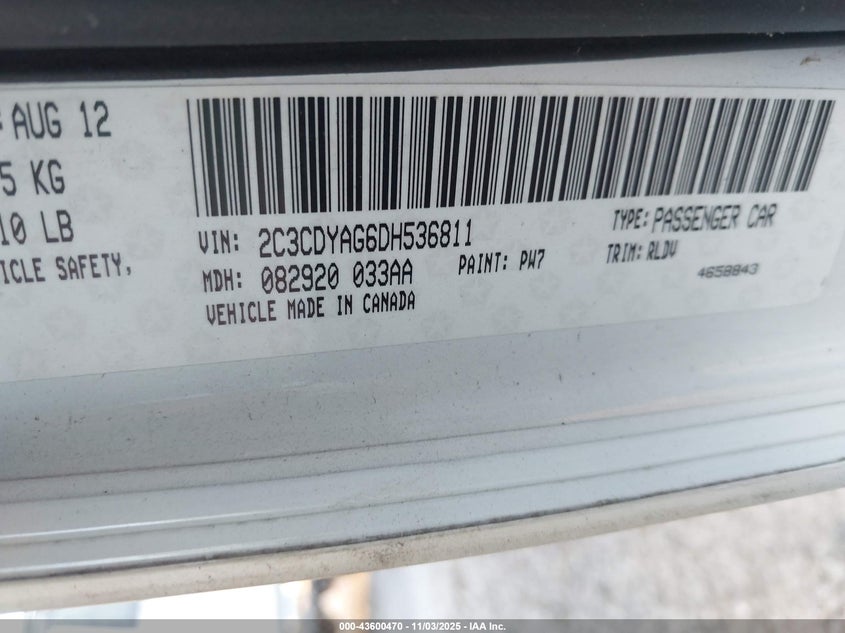 AUG 12
5 KG
10 LB
ICLE SAFETY,
VIN: 2C3CDYAG6DH536811
TYPE: PASSENGER CAR
MDH: 082920 033AA
PAINT: PW7
TRIM: RLDV
4658843
VEHICLE MADE IN CANADA
000-43600470 - 11/03/2025 - IAA Inc.